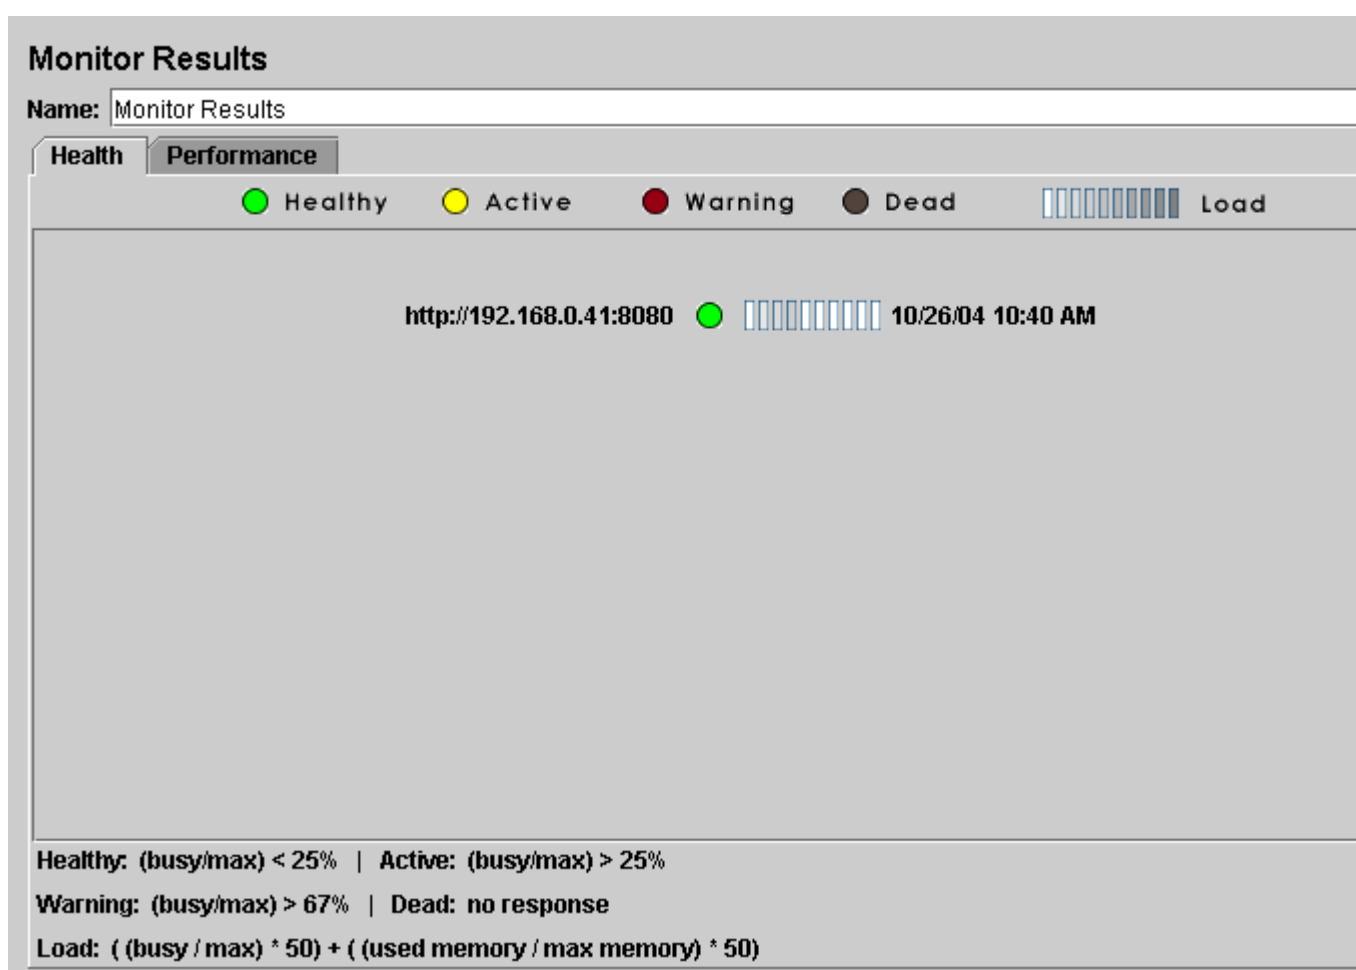 Monitor Results
Name: Monitor Results
Health Performance
Healthy Active Warning Dead Load
http://192.168.0.41:8080 10/26/04 10:40 AM
Healthy: (busy/max) < 25% | Active: (busy/max) > 25%
Warning: (busy/max) > 67% | Dead: no response
Load: ( (busy / max) * 50) + ( (used memory / max memory) * 50)